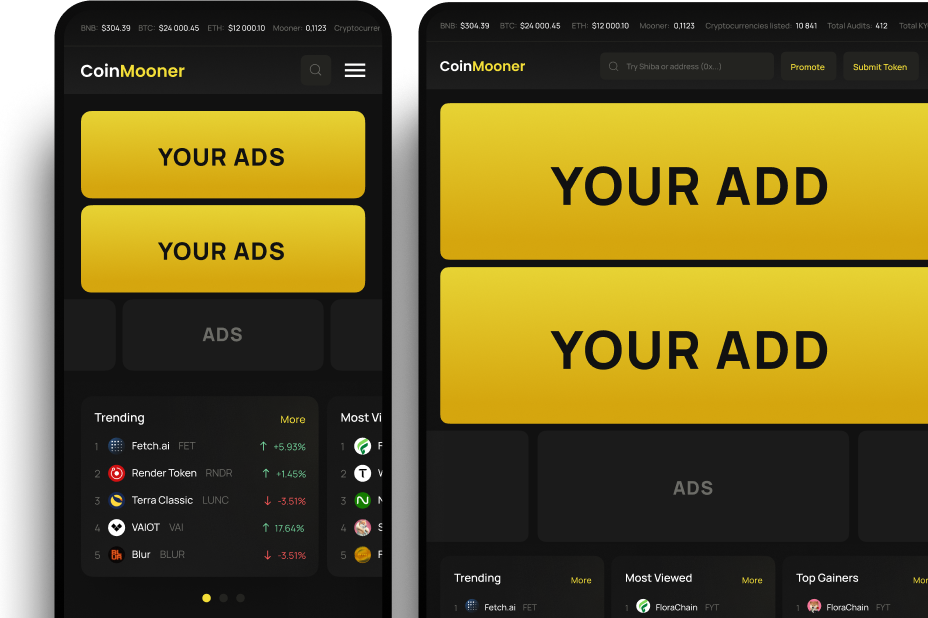 BNB: $304.39 BTC: $24 000.45 ETH: $12 000.10 Mooner: 0,1123 Cryptocurrer
CoinMooner
YOUR ADS
YOUR ADS
ADS
Trending More
1 Fetch.ai FET ↑ +5.93%
2 Render Token RNDR ↑ +1.45%
3 Terra Classic LUNC ↓ -3.51%
4 VAIOT VAI ↑ 17.64%
5 Blur BLUR ↓ -3.51%
Most Vi
1 F
2 T
3 N
4 S
5 F
BNB: $304.39 BTC: $24 000.45 ETH: $12 000.10 Mooner: 0,1123 Cryptocurrencies listed: 10 841 Total Audits: 412 Total KY
CoinMooner Try Shiba or address (0x...) Promote Submit Token
YOUR ADD
YOUR ADD
ADS
Trending More
1 Fetch.ai FET
Most Viewed More
1 FloraChain FYT
Top Gainers Mor
1 FloraChain FYT